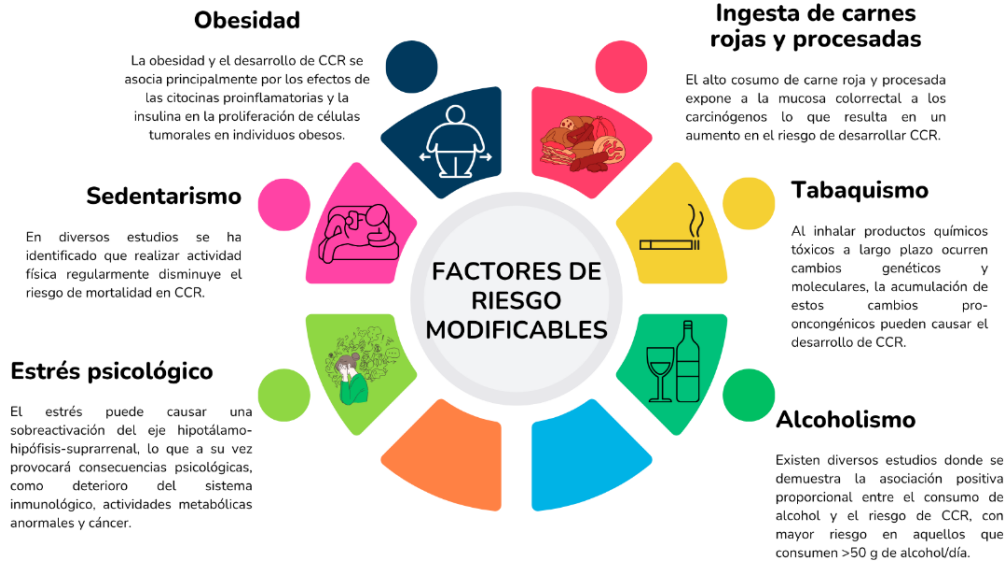 Obesidad
La obesidad y el desarrollo de CCR se
asocia principalmente por los efectos de
las citocinas proinflamatorias y la
insulina en la proliferación de células
tumorales en individuos obesos.
Ingesta de carnes
rojas y procesadas
El alto cosumo de carne roja y procesada
expone a la mucosa colorrectal a los
carcinógenos lo que resulta en un
aumento en el riesgo de desarrollar CCR.
Sedentarismo
En diversos estudios se ha
identificado que realizar actividad
física regularmente disminuye el
riesgo de mortalidad en CCR.
Tabaquismo
Al inhalar productos químicos
tóxicos a largo plazo ocurren
cambios genéticos y
moleculares, la acumulación de
estos cambios pro-
oncongénicos pueden causar el
desarrollo de CCR.
FACTORES DE
RIESGO
MODIFICABLES
Estrés psicológico
El estrés puede causar una
sobreactivación del eje hipotálamo-
hipófisis-suprarrenal, lo que a su vez
provocará consecuencias psicológicas,
como deterioro del sistema
inmunológico, actividades metabólicas
anormales y cáncer.
Alcoholismo
Existen diversos estudios donde se
demuestra la asociación positiva
proporcional entre el consumo de
alcohol y el riesgo de CCR, con
mayor riesgo en aquellos que
consumen >50 g de alcohol/día.